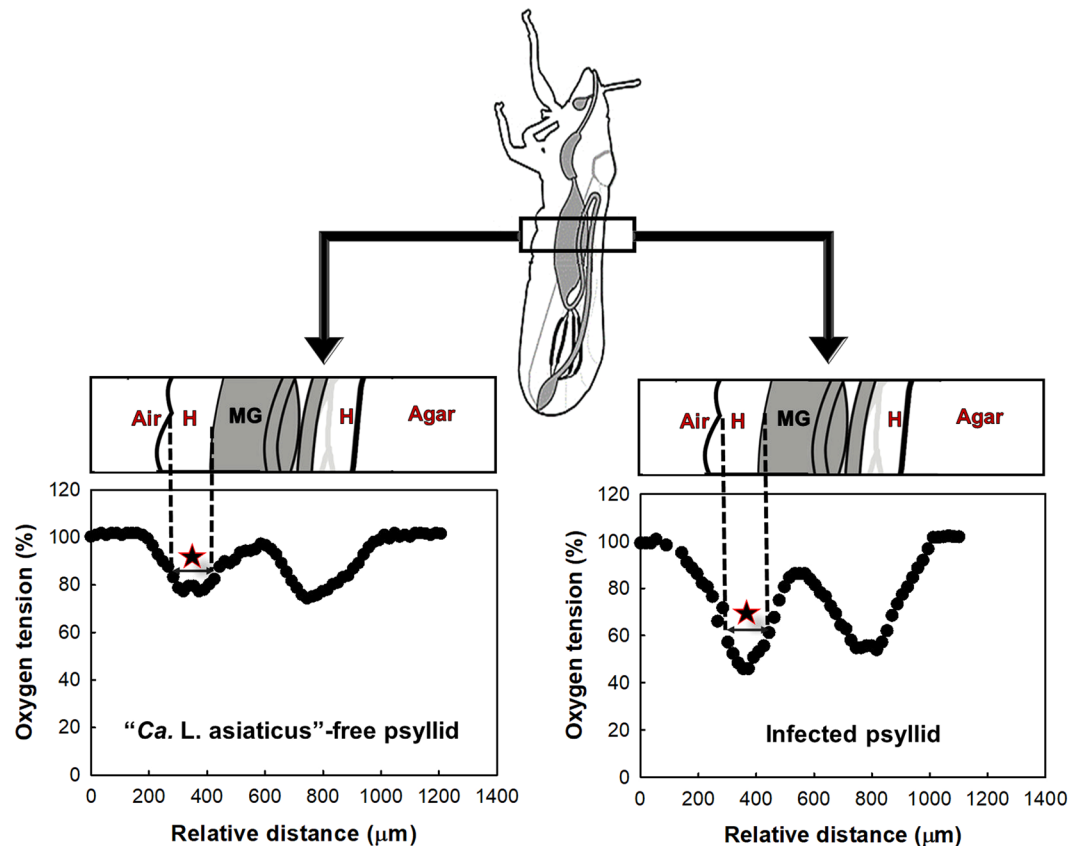 Air H MG H Agar
Air H MG H Agar
Oxygen tension (%)
120
100
80
60
40
20
0
"Ca. L. asiaticus"-free psyllid
0 200 400 600 800 1000 1200 1400
Relative distance (μm)
Oxygen tension (%)
120
100
80
60
40
20
0
Infected psyllid
0 200 400 600 800 1000 1200 1400
Relative distance (μm)